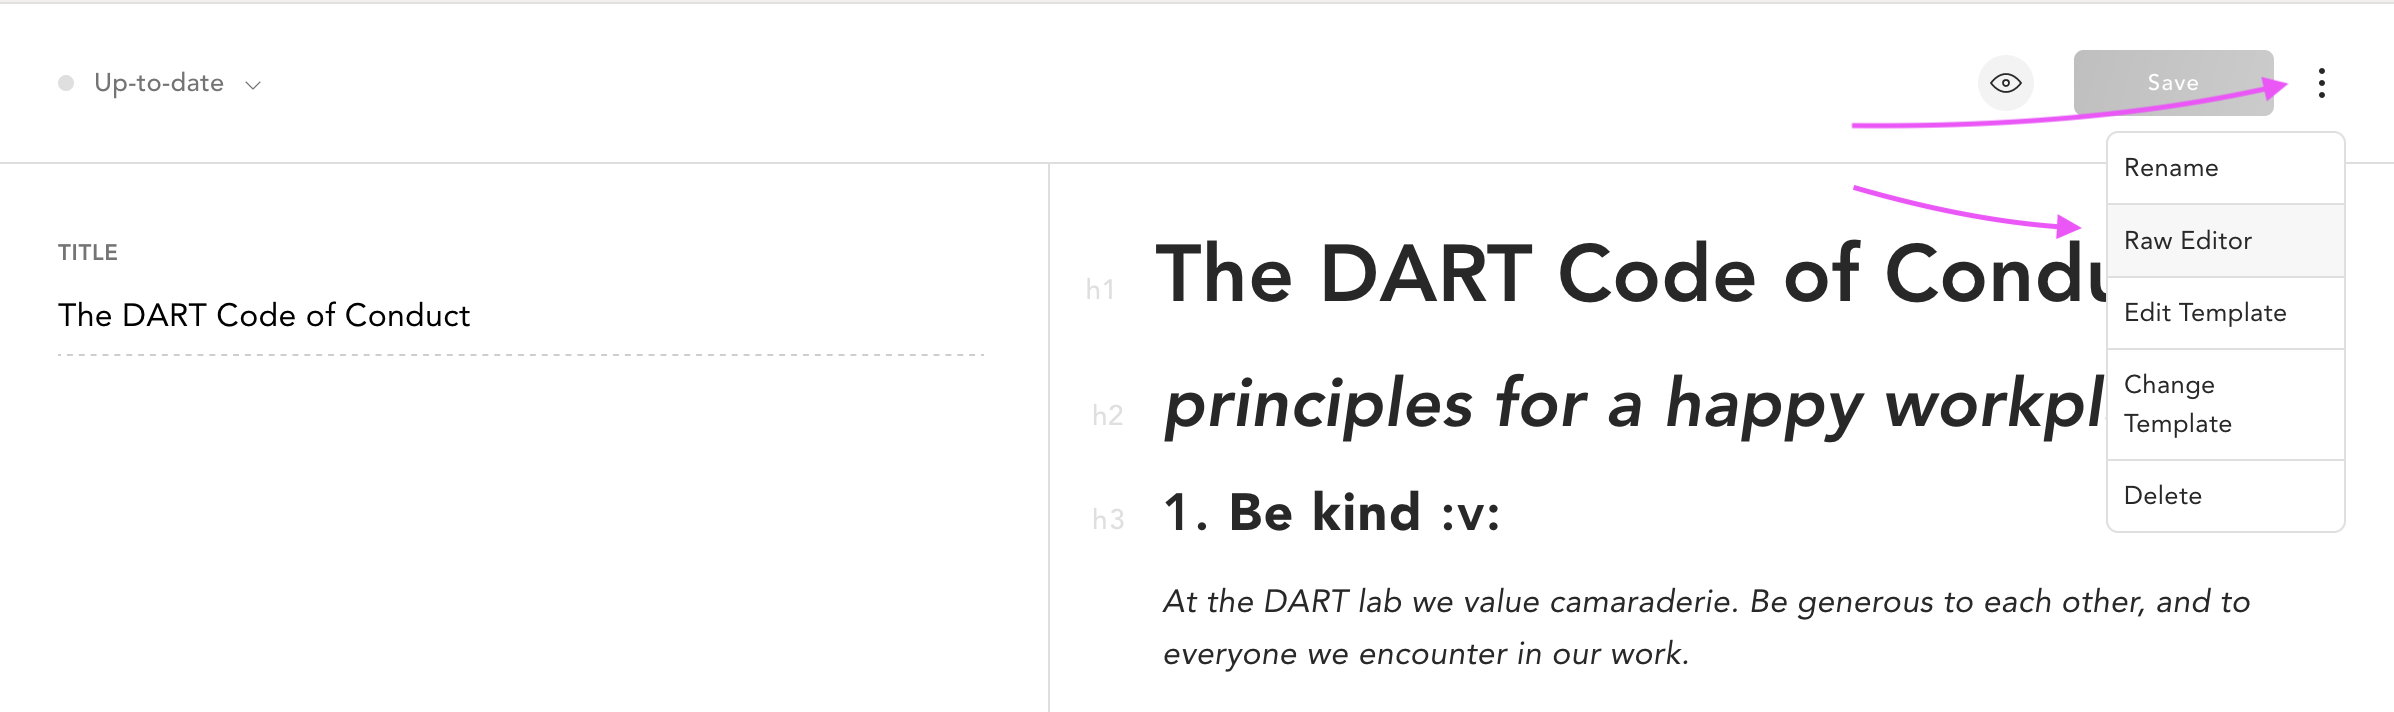 Up-to-date
Save
Rename
Raw Editor
Edit Template
Change
Template
Delete
TITLE
The DART Code of Conduct
h1 The DART Code of Condu
h2 principles for a happy workpl
h3 1. Be kind :v:
At the DART lab we value camaraderie. Be generous to each other, and to
everyone we encounter in our work.